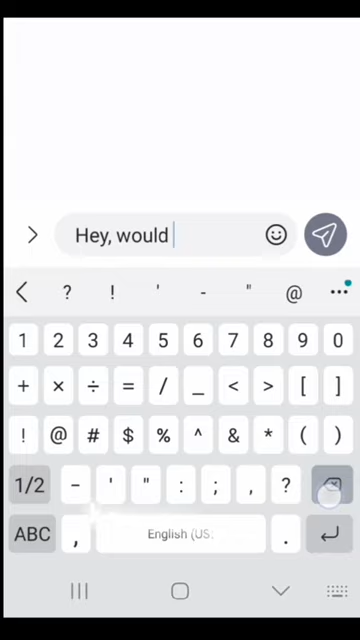 Hey, would
? ! ' - " @ •••
1 2 3 4 5 6 7 8 9 0
+ × ÷ = / _ < > [ ]
! @ # $ % ^ & * ( )
1/2 - ' " : ; , ?
ABC , English (US) .